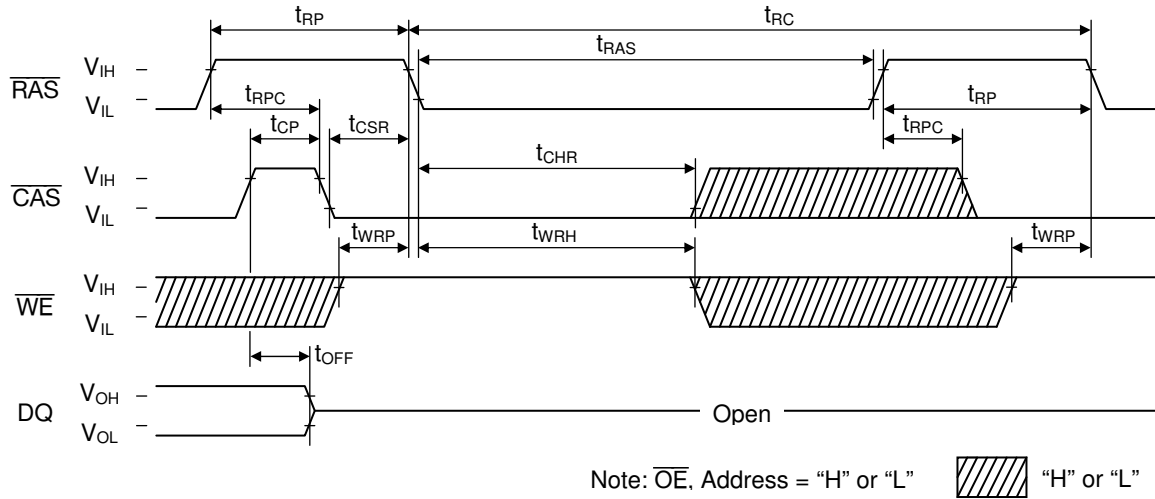 tRP tRC
tRAS
RAS VIH
VIL
tRPC tRP
tCP tCSR tRPC
tCHR
CAS VIH
VIL
tWRP tWRH tWRP
WE VIH
VIL
tOFF
DQ VOH
VOL
Open
Note: OE, Address = “H” or “L” “H” or “L”